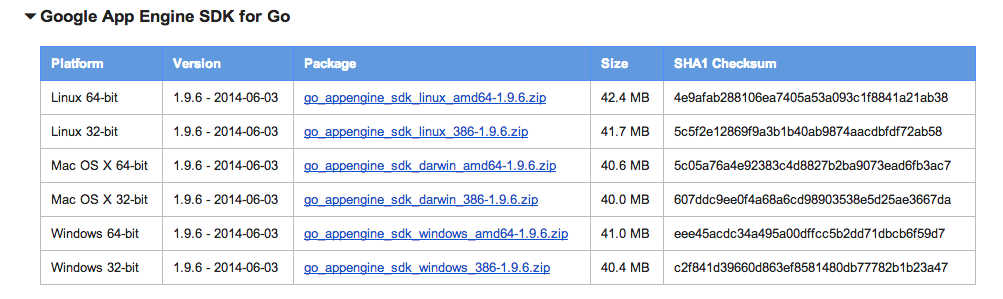 Google App Engine SDK for Go
Platform Version Package Size SHA1 Checksum
Linux 64-bit 1.9.6 - 2014-06-03 go_appengine_sdk_linux_amd64-1.9.6.zip 42.4 MB 4e9afab288106ea7405a53a093c1f8841a21ab38
Linux 32-bit 1.9.6 - 2014-06-03 go_appengine_sdk_linux_386-1.9.6.zip 41.7 MB 5c5f2e12869f9a3b1b40ab9874aacdbfdf72ab58
Mac OS X 64-bit 1.9.6 - 2014-06-03 go_appengine_sdk_darwin_amd64-1.9.6.zip 40.6 MB 5c05a76a4e92383c4d8827b2ba9073ead6fb3ac7
Mac OS X 32-bit 1.9.6 - 2014-06-03 go_appengine_sdk_darwin_386-1.9.6.zip 40.0 MB 607ddc9ee0f4a68a6cd98903538e5d25ae3667da
Windows 64-bit 1.9.6 - 2014-06-03 go_appengine_sdk_windows_amd64-1.9.6.zip 41.0 MB eee45acdc34a495a00dffcc5b2dd71dbcb6f59d7
Windows 32-bit 1.9.6 - 2014-06-03 go_appengine_sdk_windows_386-1.9.6.zip 40.4 MB c2f841d39660d863ef8581480db77782b1b23a47